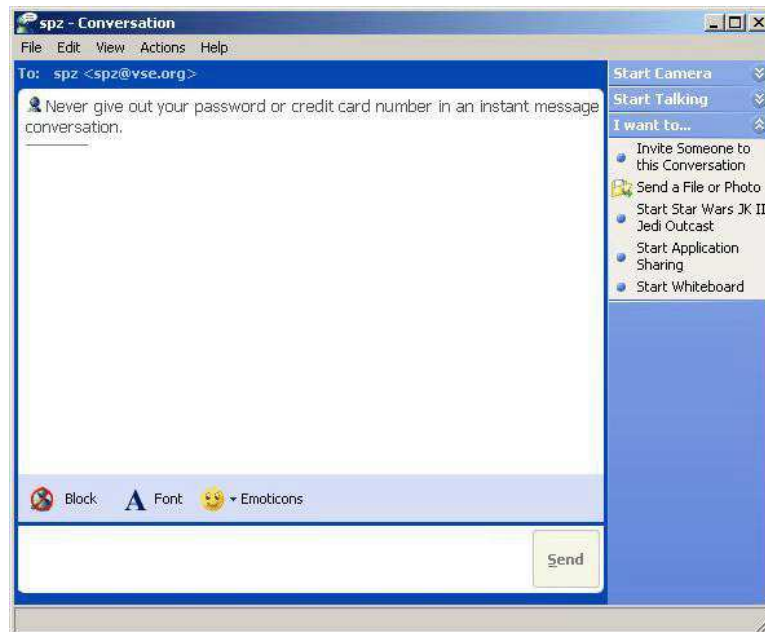 spz - Conversation
File Edit View Actions Help
To: spz <spz@vse.org>
Never give out your password or credit card number in an instant message
conversation.
Start Camera
Start Talking
I want to...
Invite Someone to
this Conversation
Send a File or Photo
Start Star Wars JK II
Jedi Outcast
Start Application
Sharing
Start Whiteboard
Block A Font Emoticons
Send